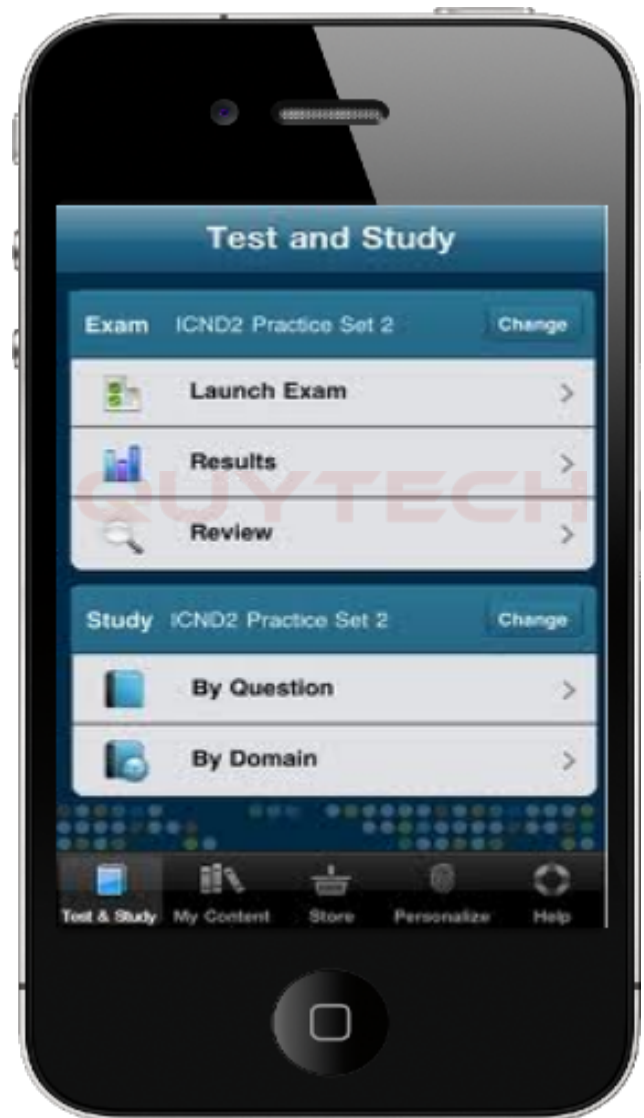 Test and Study
Exam ICND2 Practice Set 2 Change
Launch Exam
Results
QUYTECH
Review
Study ICND2 Practice Set 2 Change
By Question
By Domain
Test & Study My Content Store Personalize Help